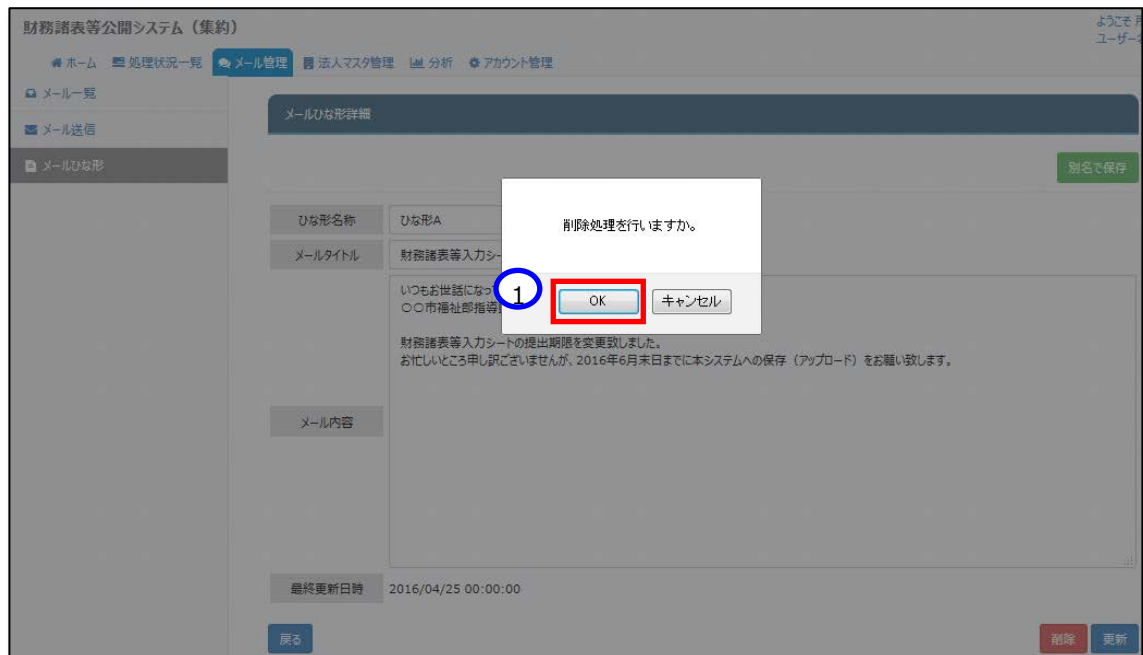 財務諸表等公開システム（集約）
ようこそ
ユーザー名
ホーム 処理状況一覧 メール管理 法人マスタ管理 分析 アカウント管理
メール一覧
メール送信
メールひな形
メールひな形詳細
別名で保存
削除処理を行いますか。
1 OK キャンセル
ひな形名称 ひな形A
メールタイトル 財務諸表等入力シー
いつもお世話になっ
〇〇市福祉部指導
財務諸表等入力シートの提出期限を変更致しました。
お忙しいところ申し訳ございませんが、2016年6月末日までに本システムへの保存（アップロード）をお願い致します。
メール内容
最終更新日時 2016/04/25 00:00:00
戻る 削除 更新